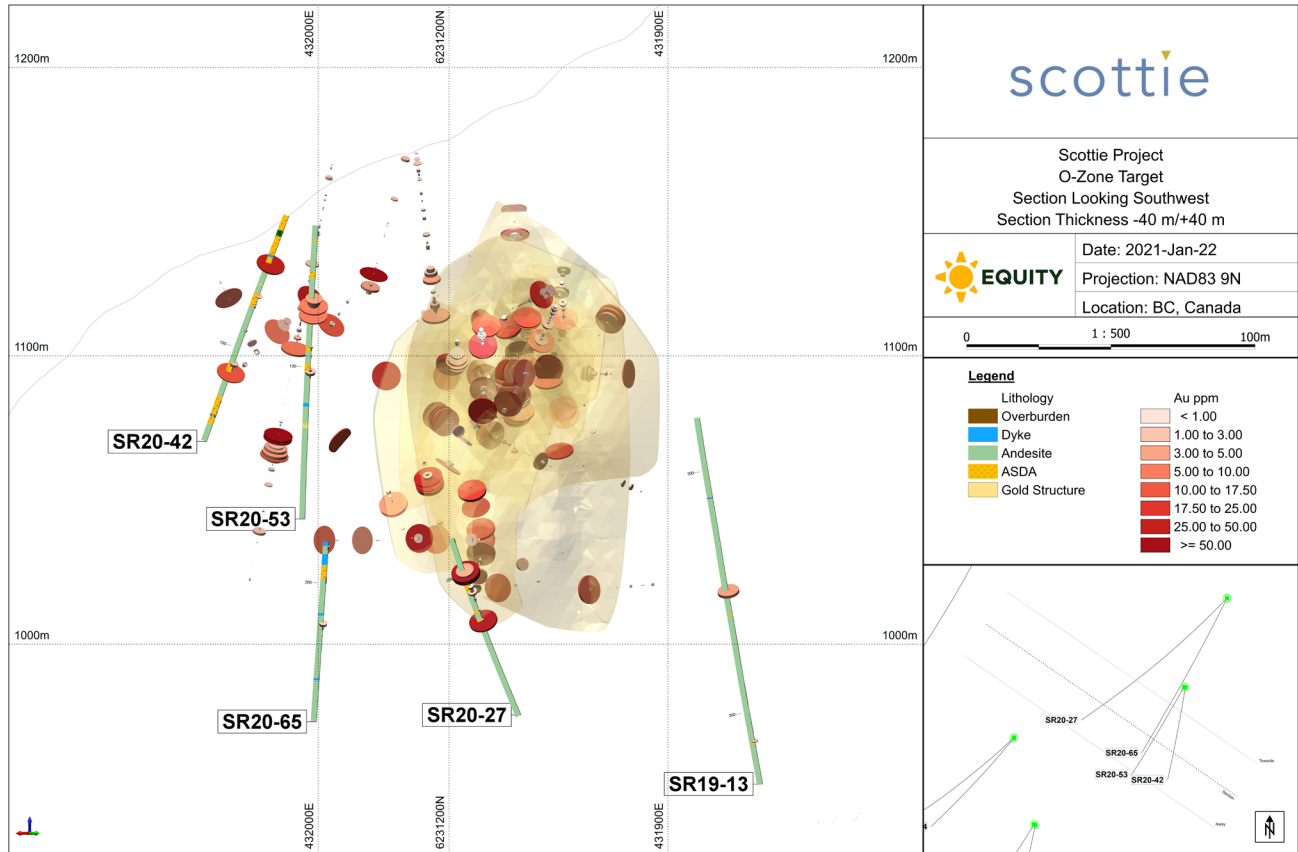 432000E
6231200N
431900E
1200m
1200m
1100m
1100m
1000m
1000m
SR20-42
SR20-53
SR20-65
SR20-27
SR19-13
432000E
6231200N
431900E
scottie
Scottie Project
O-Zone Target
Section Looking Southwest
Section Thickness -40 m/+40 m
EQUITY
Date: 2021-Jan-22
Projection: NAD83 9N
Location: BC, Canada
0 1 : 500 100m
Legend
Lithology
Overburden
Dyke
Andesite
ASDA
Gold Structure
Au ppm
< 1.00
1.00 to 3.00
3.00 to 5.00
5.00 to 10.00
10.00 to 17.50
17.50 to 25.00
25.00 to 50.00
>= 50.00
SR20-27
SR20-65
SR20-53
SR20-42
Towards
Section
Away
N